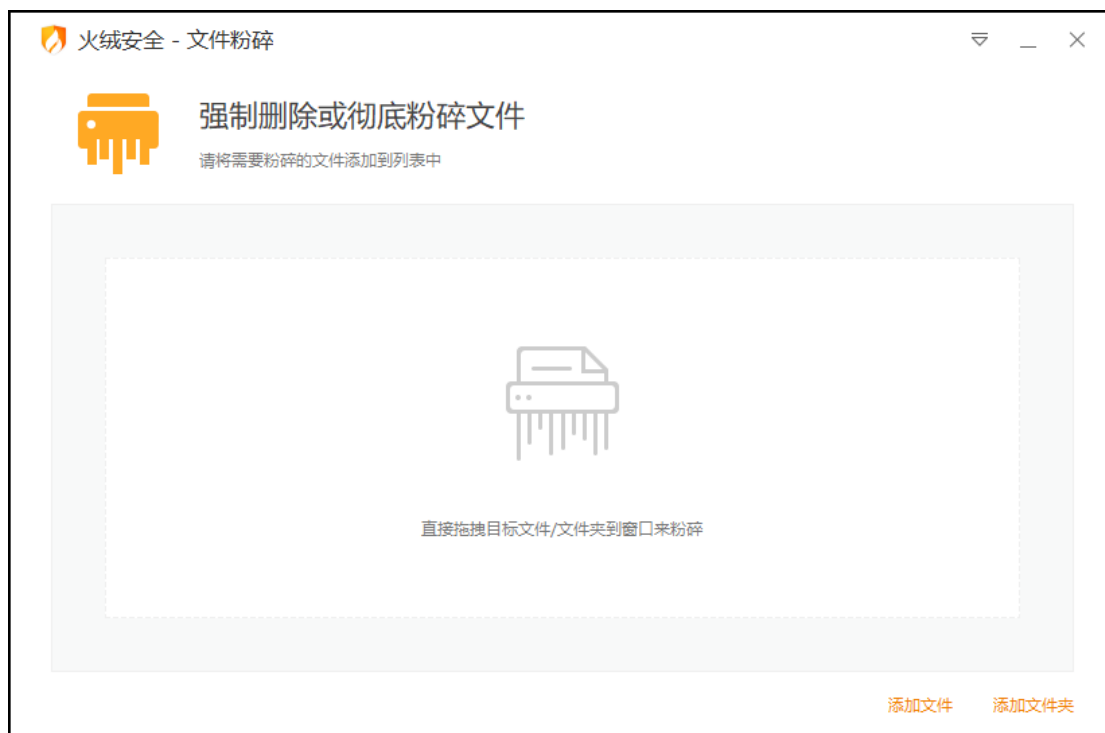 火绒安全 - 文件粉碎
强制删除或彻底粉碎文件
请将需要粉碎的文件添加到列表中
直接拖拽目标文件/文件夹到窗口来粉碎
添加文件 添加文件夹